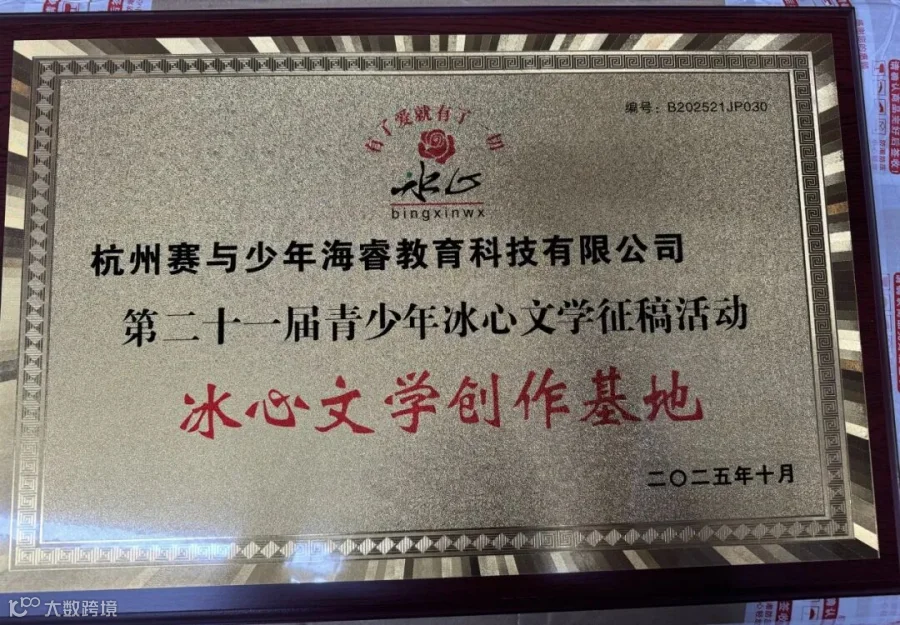 编号：B202521JP030
有了爱就有了一切
冰心
bingxinwx
杭州赛与少年海睿教育科技有限公司
第二十一届青少年冰心文学征稿活动
冰心文学创作基地
二〇二五年十月
大数跨境